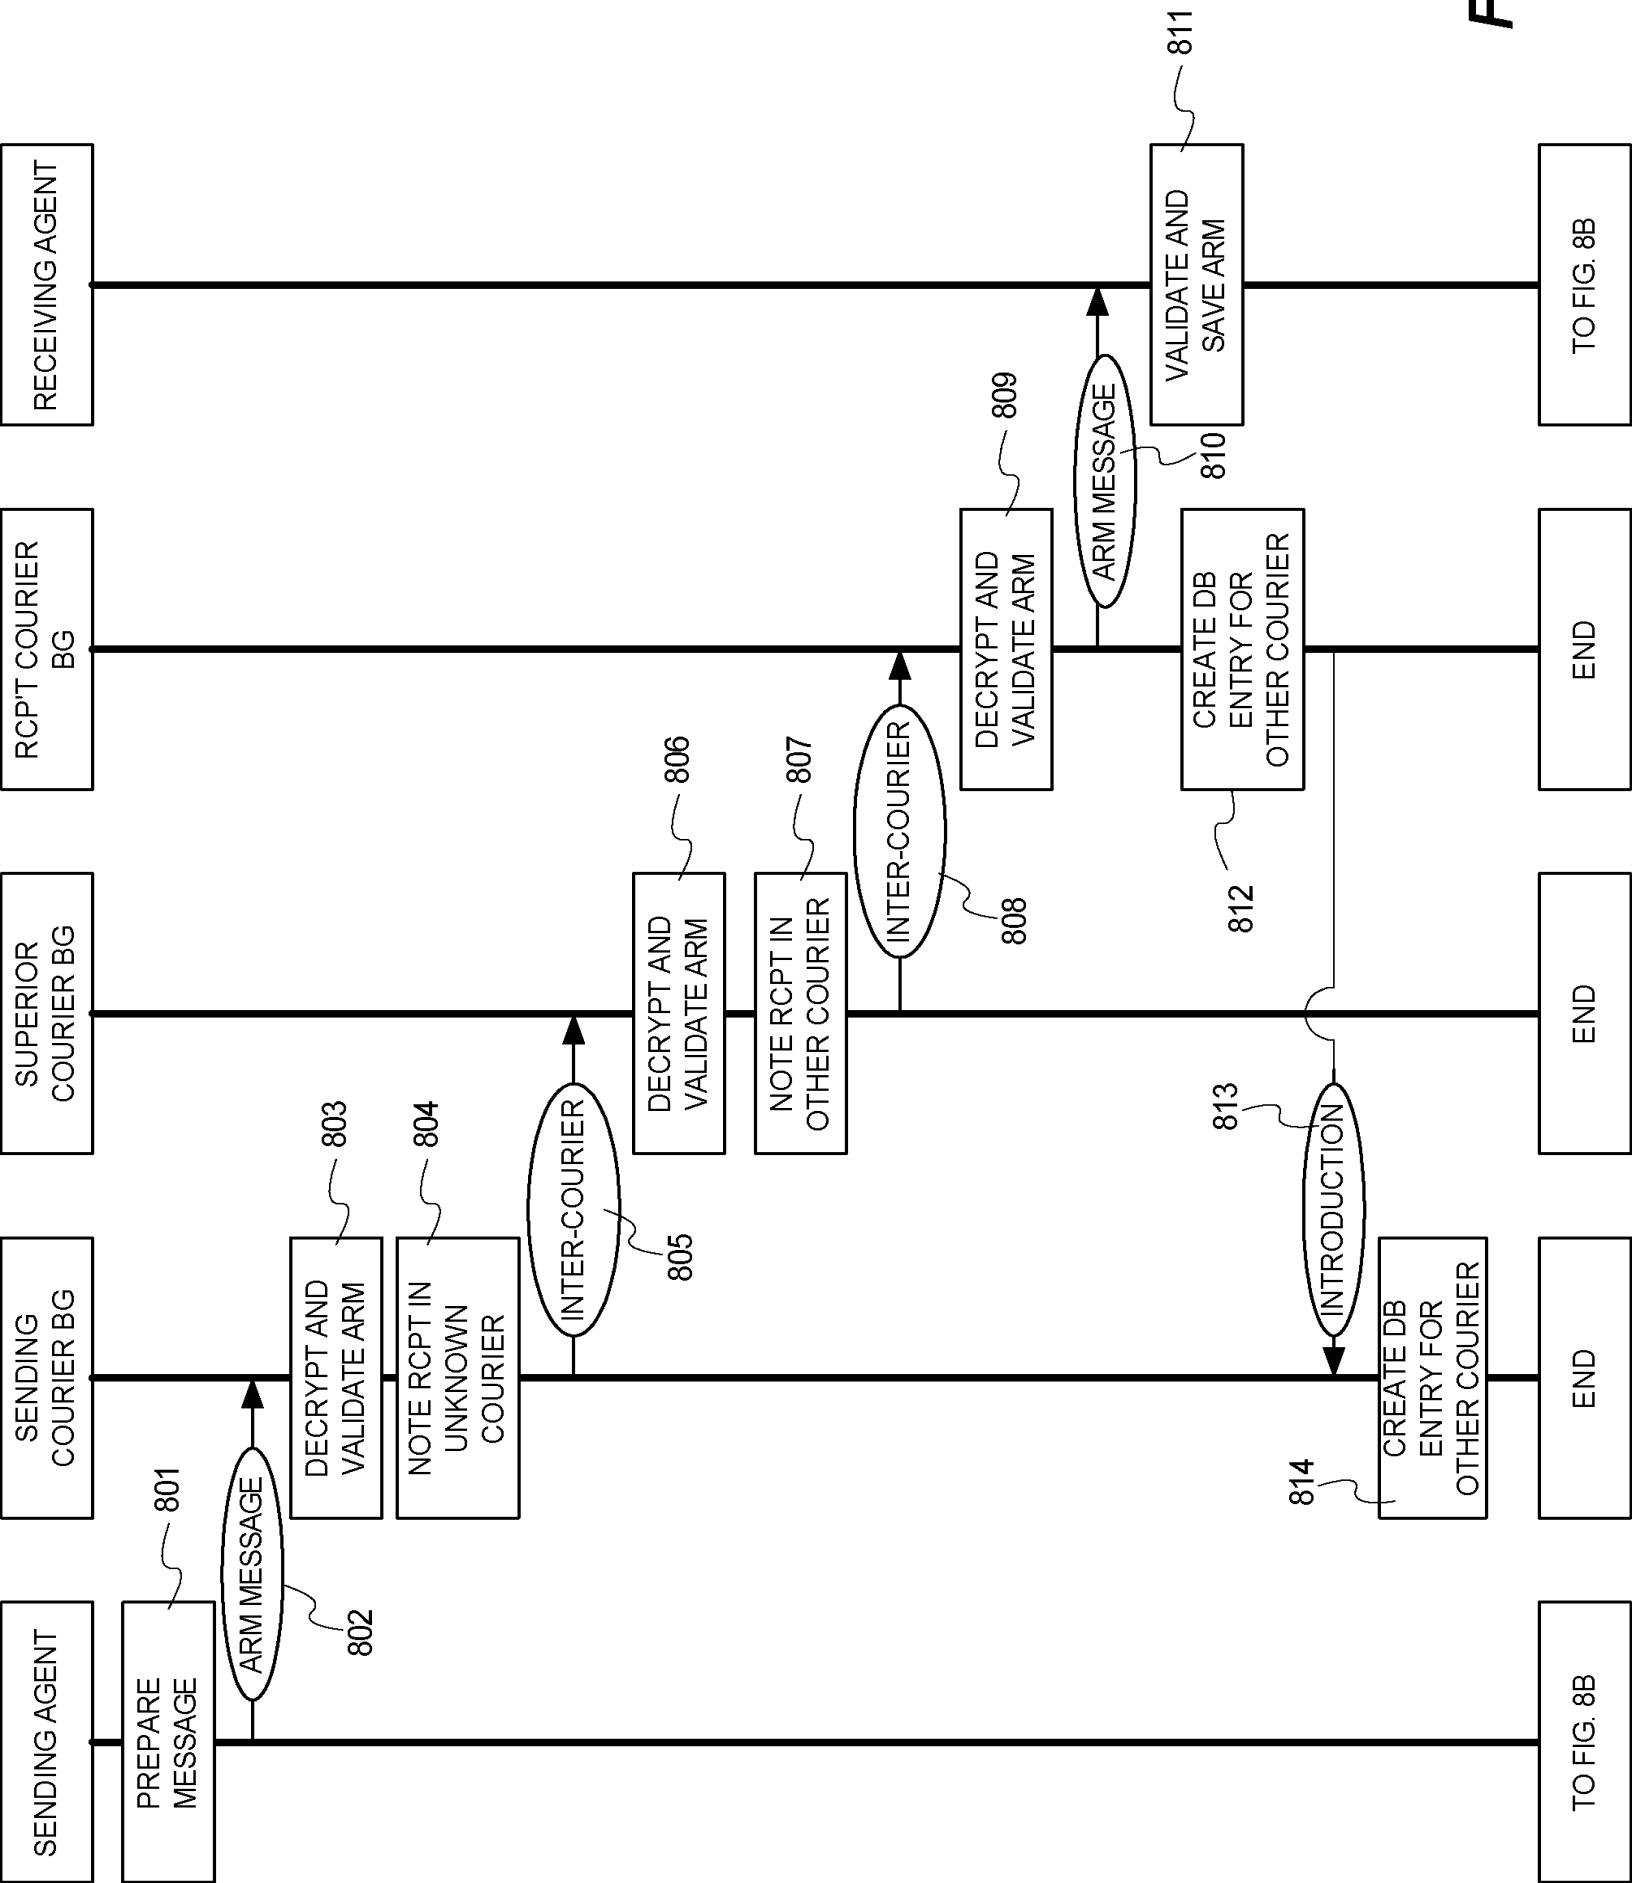 SENDING AGENT
SENDING
COURIER BG
SUPERIOR
COURIER BG
RCP'T COURIER
BG
RECEIVING AGENT
PREPARE
MESSAGE
801
ARM MESSAGE
802
DECRYPT AND
VALIDATE ARM
803
NOTE RCPT IN
UNKNOWN
COURIER
804
INTER-COURIER
805
DECRYPT AND
VALIDATE ARM
806
NOTE RCPT IN
OTHER COURIER
807
INTER-COURIER
808
DECRYPT AND
VALIDATE ARM
809
ARM MESSAGE
810
VALIDATE AND
SAVE ARM
811
CREATE DB
ENTRY FOR
OTHER COURIER
812
INTRODUCTION
813
CREATE DB
ENTRY FOR
OTHER COURIER
814
TO FIG. 8B
END
END
END
TO FIG. 8B